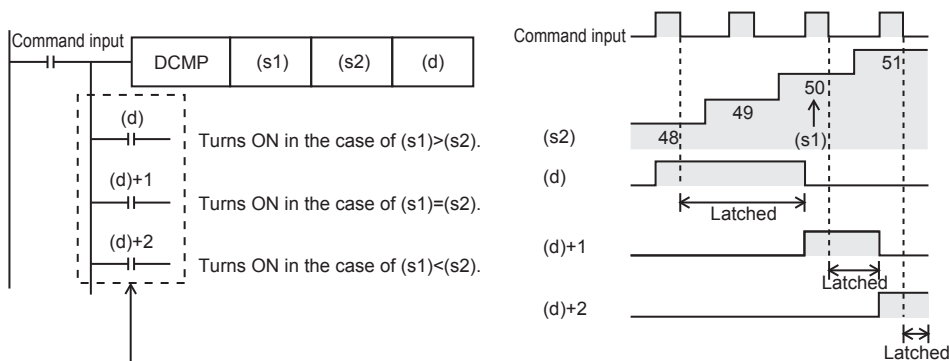 Command input
DCMP (s1) (s2) (d)
(d)
Turns ON in the case of (s1)>(s2).
(d)+1
Turns ON in the case of (s1)=(s2).
(d)+2
Turns ON in the case of (s1)<(s2).
Command input
51
50
49
(s2)
48
(s1)
(d)
Latched
(d)+1
Latched
(d)+2
Latched